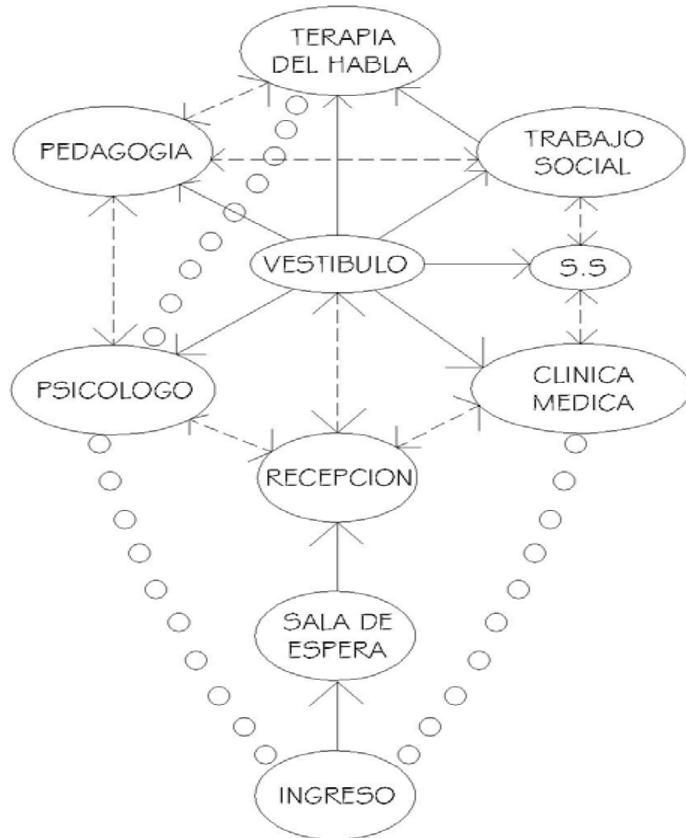 TERAPIA
DEL HABLA
PEDAGOGIA
TRABAJO
SOCIAL
VESTIBULO
S.S
PSICOLOGO
CLINICA
MEDICA
RECEPCION
SALA DE
ESPERA
INGRESO